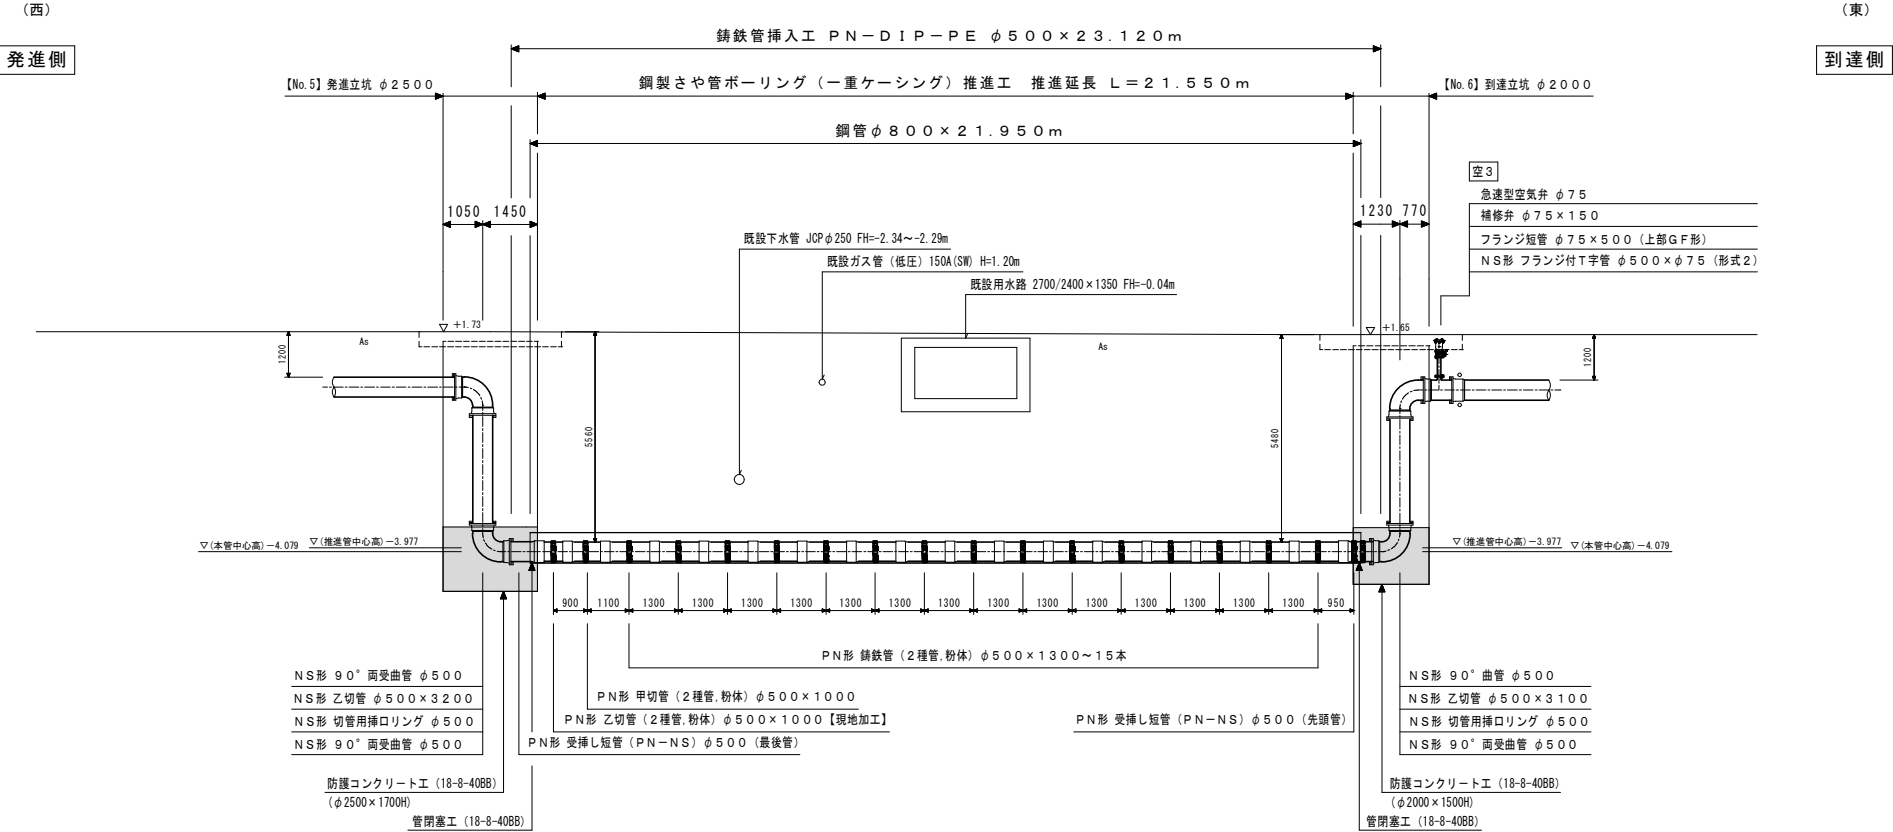 （西）
（東）
発進側
到達側
鋳鉄管挿入工 ＰＮ－ＤＩＰ－ＰＥ φ５００×２３．１２０ｍ
【No.5】発進立坑 φ２５００
鋼製さや管ボーリング（一重ケーシング）推進工　推進延長 Ｌ＝２１．５５０ｍ
【No.6】到達立坑 φ２０００
鋼管φ８００×２１．９５０ｍ
空3
急速型空気弁 φ７５
補修弁 φ７５×１５０
フランジ短管 φ７５×５００（上部ＧＦ形）
ＮＳ形 フランジ付Ｔ字管 φ５００×φ７５（形式２）
1050 1450
1230 770
既設下水管 JCPφ250 FH=-2.34～-2.29m
既設ガス管（低圧）150A(SW) H=1.20m
既設用水路 2700/2400×1350 FH=-0.04m
▽ +1.73
▽ +1.65
As
As
1200
1200
5560
5480
▽(本管中心高)－4.079
▽(推進管中心高)－3.977
▽(推進管中心高)－3.977
▽(本管中心高)－4.079
900 1100 1300 1300 1300 1300 1300 1300 1300 1300 1300 1300 1300 1300 1300 1300 950
ＰＮ形 鋳鉄管（２種管,粉体）φ５００×１３００～１５本
ＮＳ形 ９０°両受曲管 φ５００
ＮＳ形 乙切管 φ５００×３２００
ＮＳ形 切管用挿口リング φ５００
ＮＳ形 ９０°両受曲管 φ５００
ＰＮ形 甲切管（２種管,粉体）φ５００×１０００
ＰＮ形 乙切管（２種管,粉体）φ５００×１０００【現地加工】
ＰＮ形 受挿し短管（ＰＮ－ＮＳ）φ５００（最後管）
ＰＮ形 受挿し短管（ＰＮ－ＮＳ）φ５００（先頭管）
ＮＳ形 ９０°曲管 φ５００
ＮＳ形 乙切管 φ５００×３１００
ＮＳ形 切管用挿口リング φ５００
ＮＳ形 ９０°両受曲管 φ５００
防護コンクリート工（18-8-40BB）
（φ2500×1700H）
管閉塞工（18-8-40BB）
防護コンクリート工（18-8-40BB）
（φ2000×1500H）
管閉塞工（18-8-40BB）